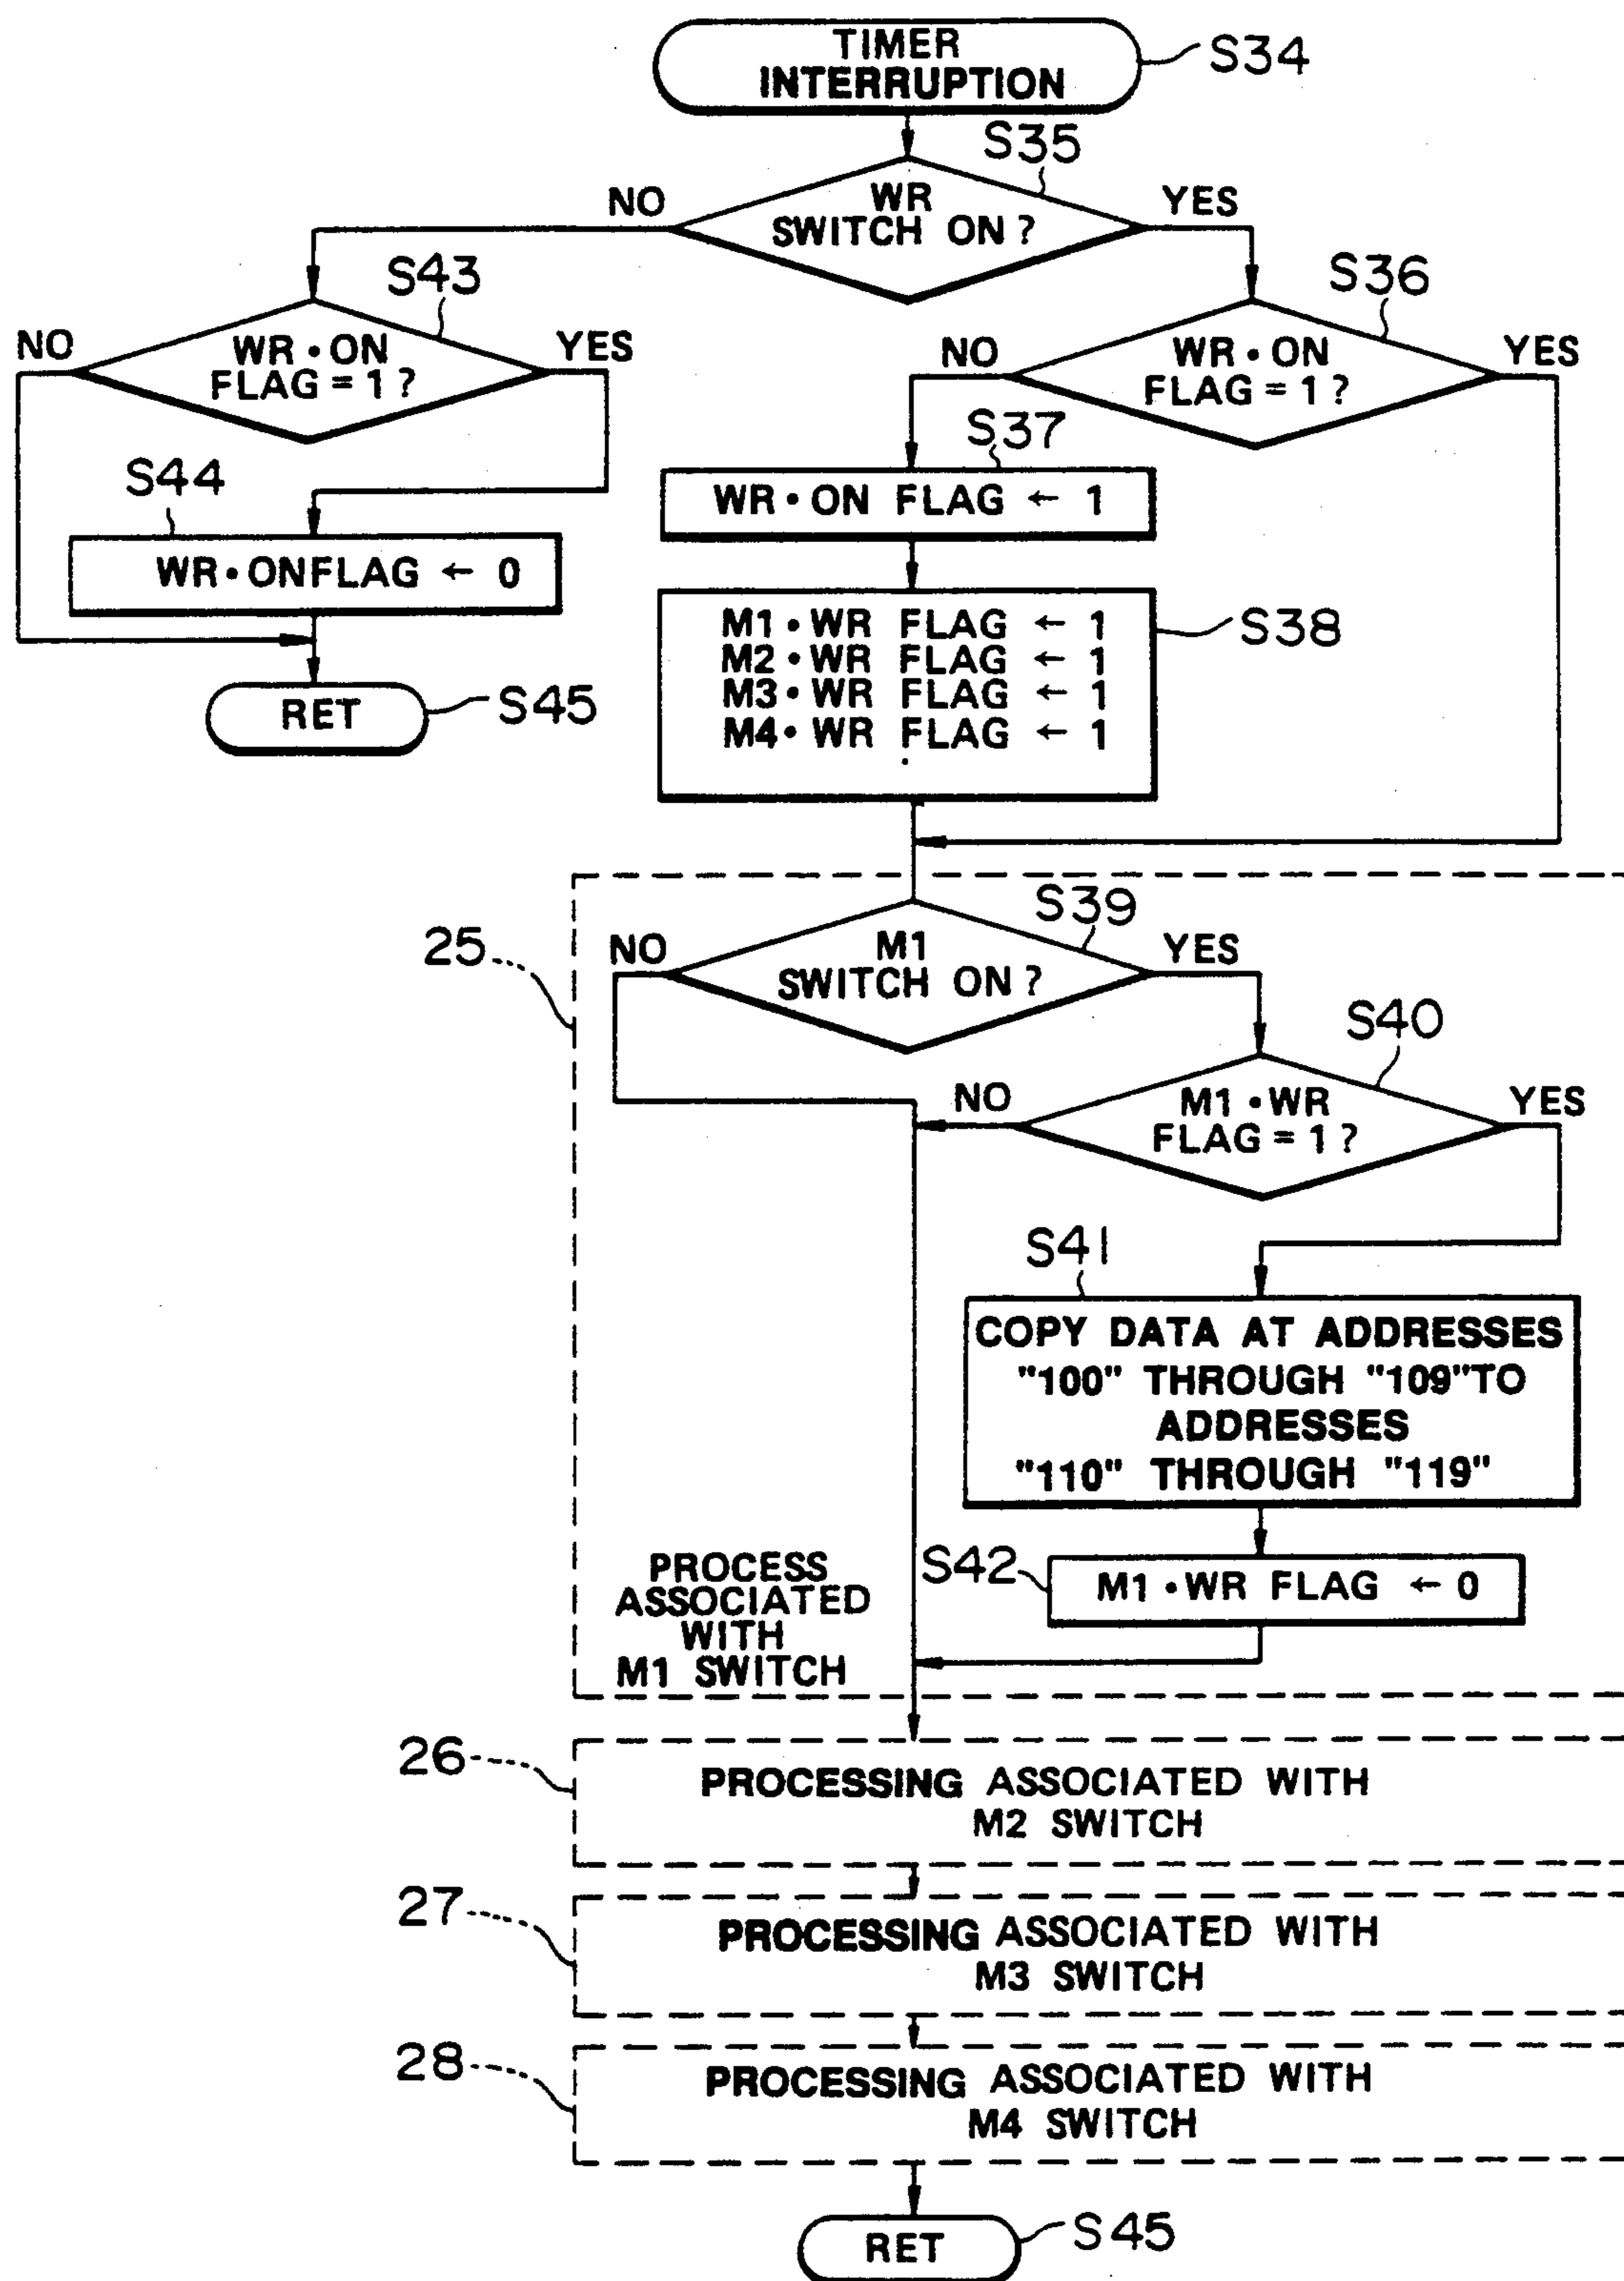 TIMER
INTERRUPTION
S34
S35
WR
SWITCH ON ?
NO
YES
S43
S36
WR•ON
FLAG = 1 ?
NO
YES
WR•ON
FLAG = 1 ?
NO
YES
S44
S37
WR•ONFLAG ← 0
WR•ON FLAG ← 1
S38
M1•WR FLAG ← 1
M2•WR FLAG ← 1
M3•WR FLAG ← 1
M4•WR FLAG ← 1
RET
S45
25
S39
M1
SWITCH ON ?
NO
YES
S40
M1•WR
FLAG = 1 ?
NO
YES
S41
COPY DATA AT ADDRESSES
"100" THROUGH "109"TO
ADDRESSES
"110" THROUGH "119"
S42
M1•WR FLAG ← 0
PROCESS
ASSOCIATED
WITH
M1 SWITCH
26
PROCESSING ASSOCIATED WITH
M2 SWITCH
27
PROCESSING ASSOCIATED WITH
M3 SWITCH
28
PROCESSING ASSOCIATED WITH
M4 SWITCH
RET
S45